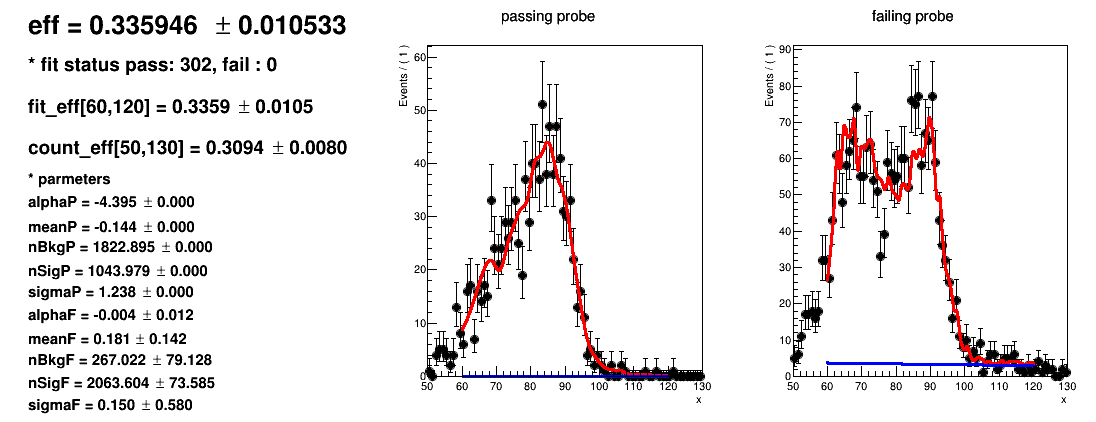 eff = 0.335946 ± 0.010533
* fit status pass: 302, fail : 0
fit_eff[60,120] = 0.3359 ± 0.0105
count_eff[50,130] = 0.3094 ± 0.0080
* parmeters
alphaP = -4.395 ± 0.000
meanP = -0.144 ± 0.000
nBkgP = 1822.895 ± 0.000
nSigP = 1043.979 ± 0.000
sigmaP = 1.238 ± 0.000
alphaF = -0.004 ± 0.012
meanF = 0.181 ± 0.142
nBkgF = 267.022 ± 79.128
nSigF = 2063.604 ± 73.585
sigmaF = 0.150 ± 0.580
passing probe
Events / ( 1 )
60
50
40
30
20
10
0
50 60 70 80 90 100 110 120 130
x
failing probe
Events / ( 1 )
90
80
70
60
50
40
30
20
10
0
50 60 70 80 90 100 110 120 130
x